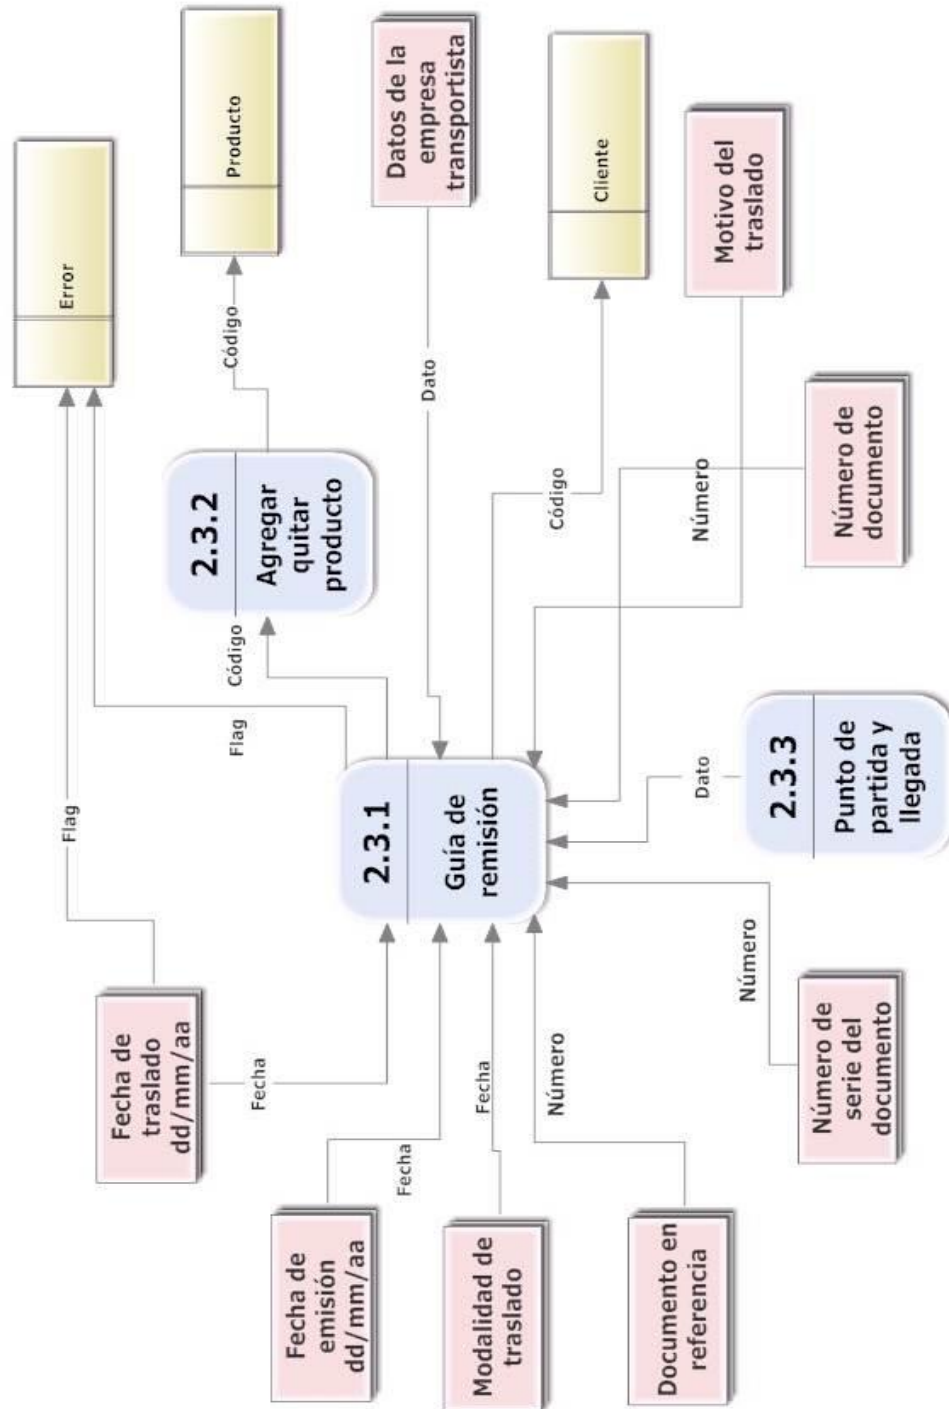 Fecha de
traslado
dd/mm/aa
Flag
Error
Fecha
Flag
Código
2.3.2
Agregar
quitar
producto
Código
Producto
Fecha de
emisión
dd/mm/aa
Fecha
2.3.1
Guía de
remisión
Dato
Datos de la
empresa
transportista
Modalidad de
traslado
Fecha
Código
Cliente
Documento en
referencia
Número
Número
Motivo del
traslado
Número de
serie del
documento
Número
Dato
2.3.3
Punto de
partida y
llegada
Número de
documento